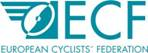 ECF
EUROPEAN CYCLISTS' FEDERATION